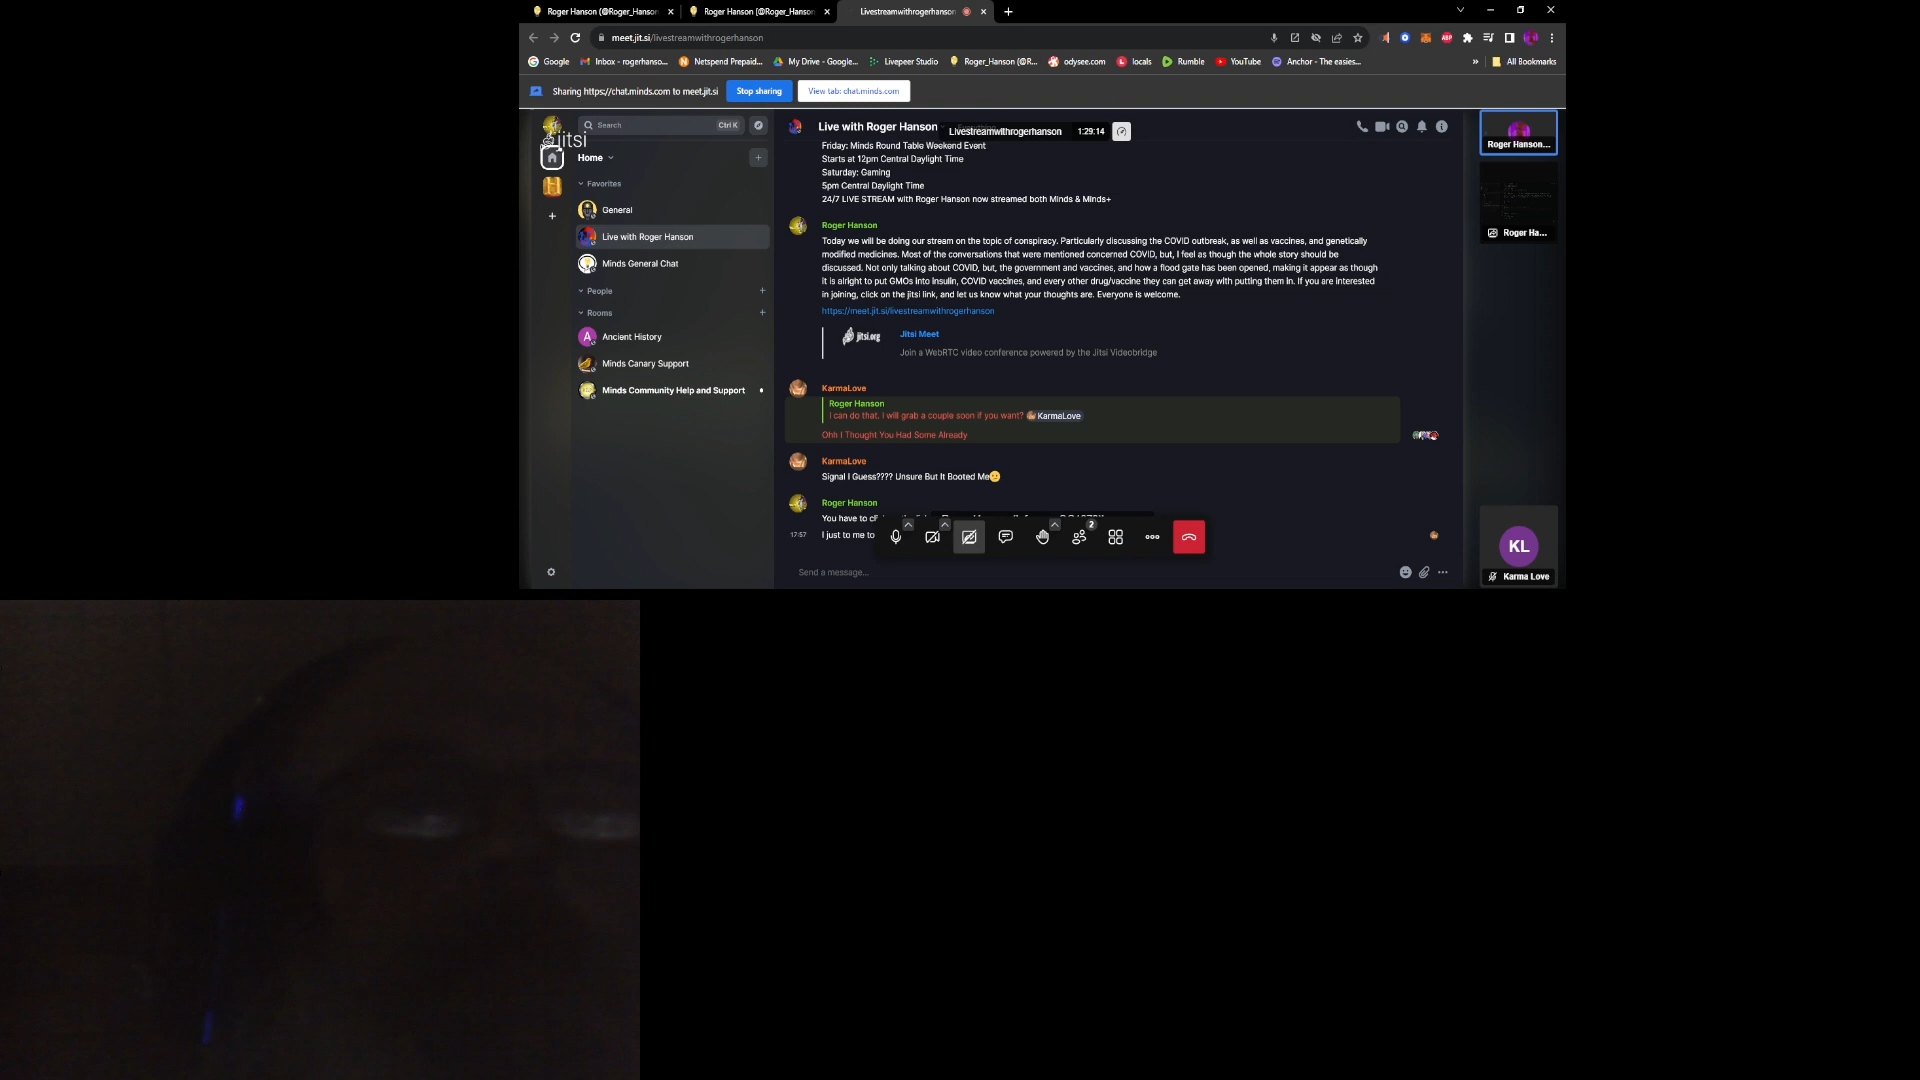 Roger Hanson (@Roger_Hanson
Roger Hanson (@Roger_Hanson
Livestreamwithrogerhanson
meet.jit.si/livestreamwithrogerhanson
Google
Inbox - rogerhanso...
Netspend Prepaid...
My Drive - Google...
Livepeer Studio
Roger_Hanson (@R...
odysee.com
locals
Rumble
YouTube
Anchor - The easies...
»
All Bookmarks
Sharing https://chat.minds.com to meet.jit.si
Stop sharing
View tab: chat.minds.com
jitsi
Search
Ctrl K
Home
Favorites
General
Live with Roger Hanson
Minds General Chat
People
Rooms
A
Ancient History
Minds Canary Support
Minds Community Help and Support
H
Live with Roger Hanson
Livestreamwithrogerhanson
1:29:14
Friday: Minds Round Table Weekend Event
Starts at 12pm Central Daylight Time
Saturday: Gaming
5pm Central Daylight Time
24/7 LIVE STREAM with Roger Hanson now streamed both Minds & Minds+
Roger Hanson
Today we will be doing our stream on the topic of conspiracy. Particularly discussing the COVID outbreak, as well as vaccines, and genetically
modified medicines. Most of the conversations that were mentioned concerned COVID, but, I feel as though the whole story should be
discussed. Not only talking about COVID, but, the government and vaccines, and how a flood gate has been opened, making it appear as though
it is alright to put GMOs into insulin, COVID vaccines, and every other drug/vaccine they can get away with putting them in. If you are interested
in joining, click on the jitsi link, and let us know what your thoughts are. Everyone is welcome.
https://meet.jit.si/livestreamwithrogerhanson
jitsi.org
Jitsi Meet
Join a WebRTC video conference powered by the Jitsi Videobridge
KarmaLove
Roger Hanson
I can do that. I will grab a couple soon if you want? KarmaLove
Ohh I Thought You Had Some Already
KarmaLove
Signal I Guess???? Unsure But It Booted Me
Roger Hanson
You have to cl
17:57
I just to me to
2
Send a message...
Roger Hanson...
Roger Ha...
KL
Karma Love
ABP